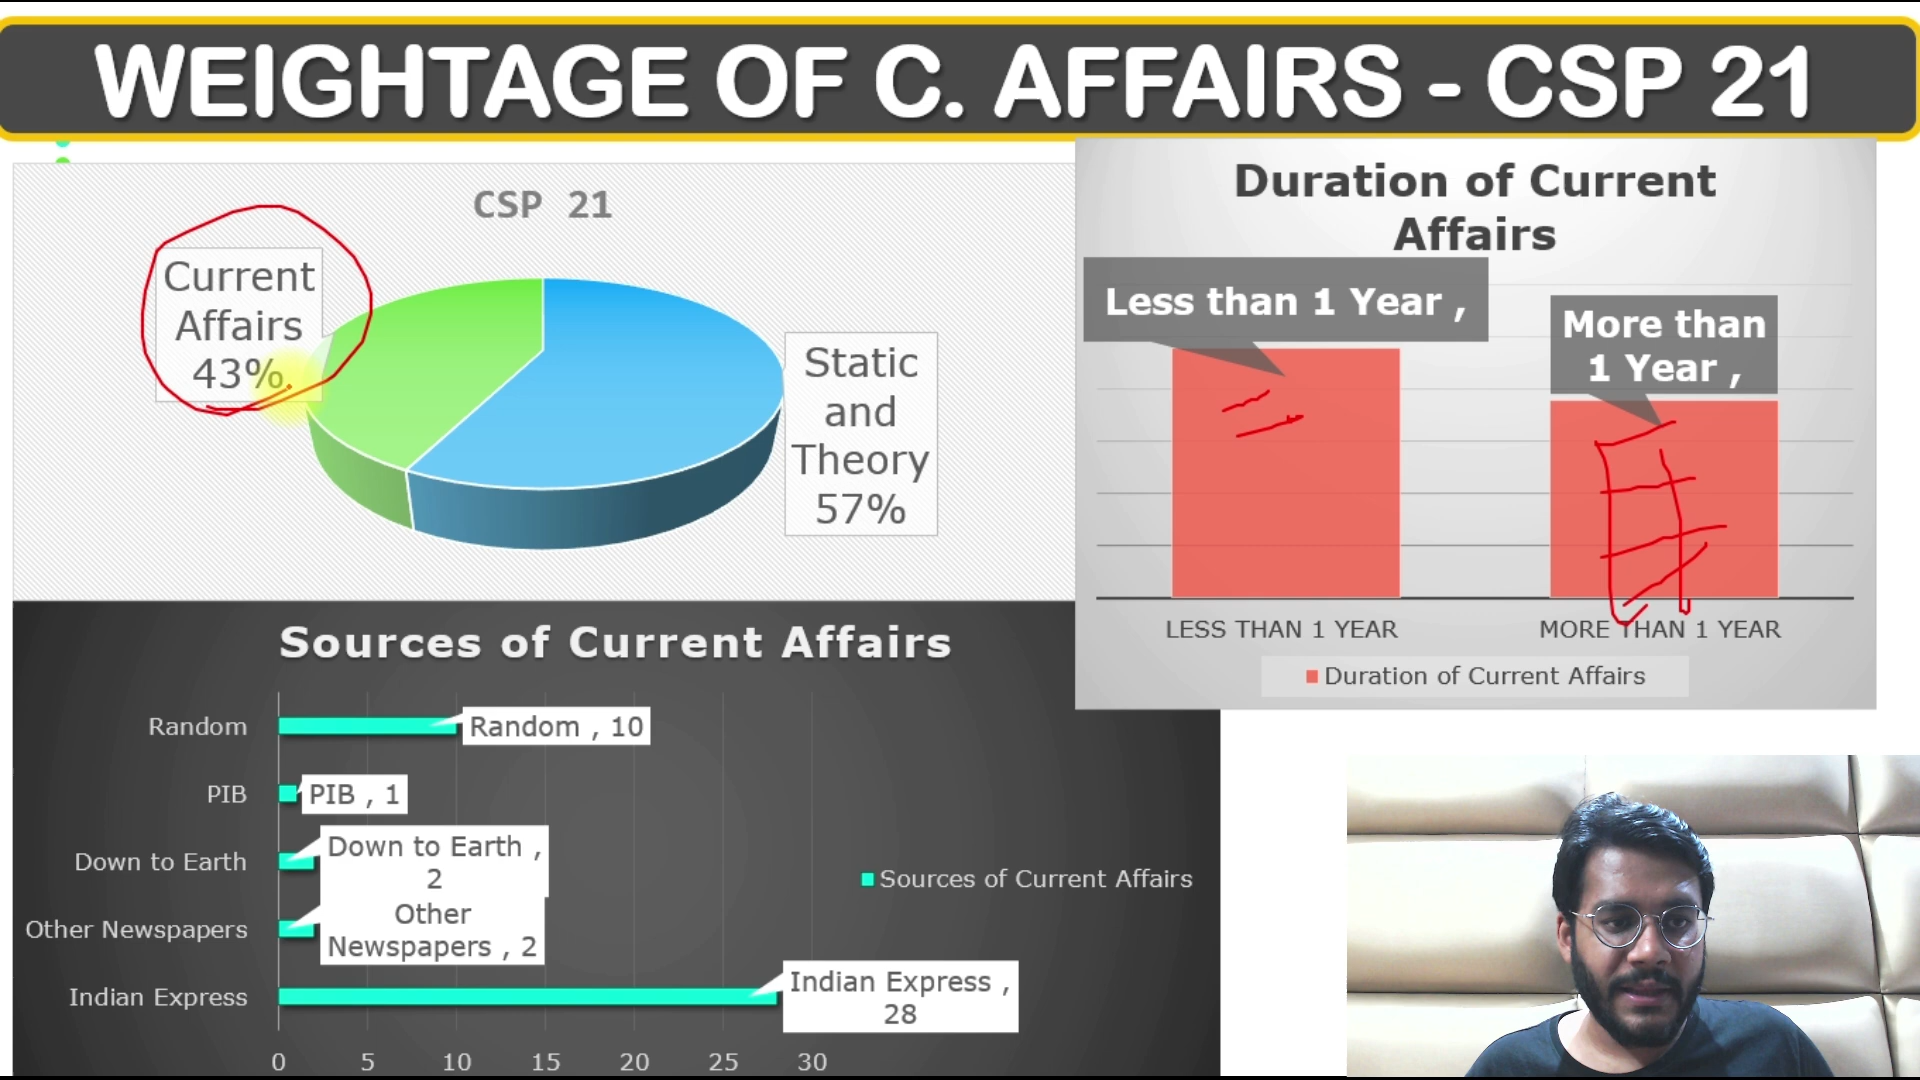 WEIGHTAGE OF C. AFFAIRS - CSP 21
CSP 21
Current
Affairs
43%
Static
and
Theory
57%
Duration of Current
Affairs
Less than 1 Year ,
More than
1 Year ,
LESS THAN 1 YEAR
MORE THAN 1 YEAR
Duration of Current Affairs
Sources of Current Affairs
Random
Random , 10
PIB
PIB , 1
Down to Earth
Down to Earth ,
2
Other Newspapers
Other
Newspapers , 2
Indian Express
Indian Express ,
28
Sources of Current Affairs
0 5 10 15 20 25 30